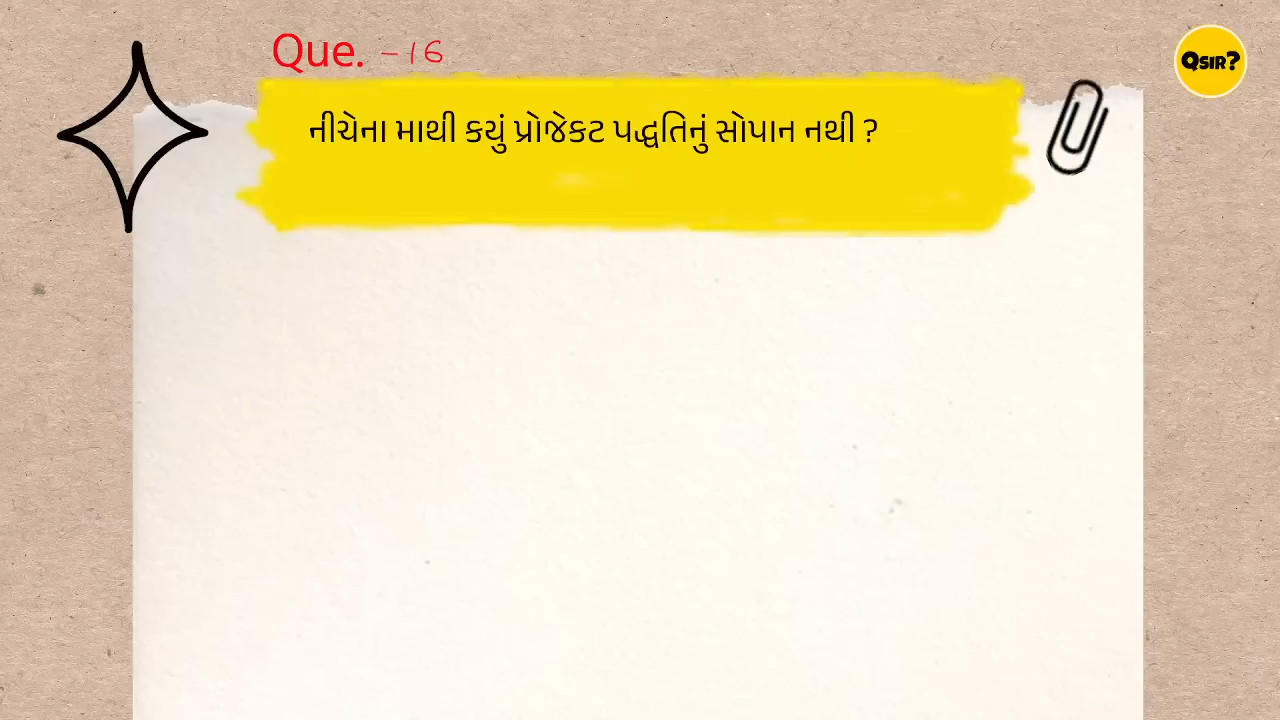 Que. - 16
QSIR?
નીચેના માથી કયું પ્રોજેકટ પદ્ધતિનું સોપાન નથી ?